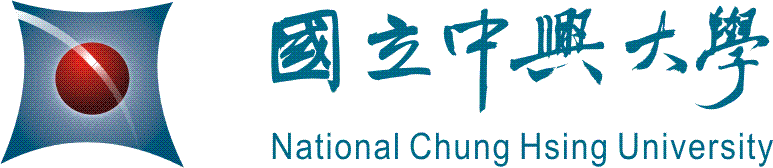 國立中興大學
National Chung Hsing University